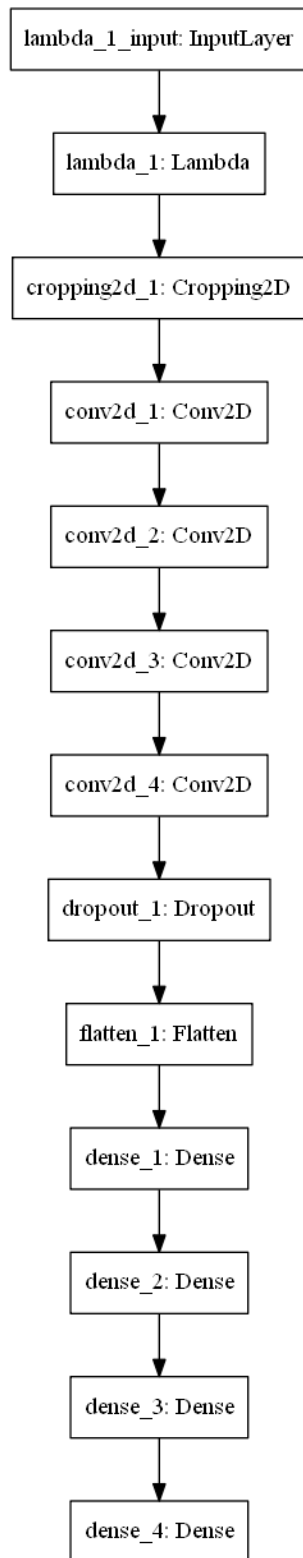 lambda_1_input: InputLayer
lambda_1: Lambda
cropping2d_1: Cropping2D
conv2d_1: Conv2D
conv2d_2: Conv2D
conv2d_3: Conv2D
conv2d_4: Conv2D
dropout_1: Dropout
flatten_1: Flatten
dense_1: Dense
dense_2: Dense
dense_3: Dense
dense_4: Dense